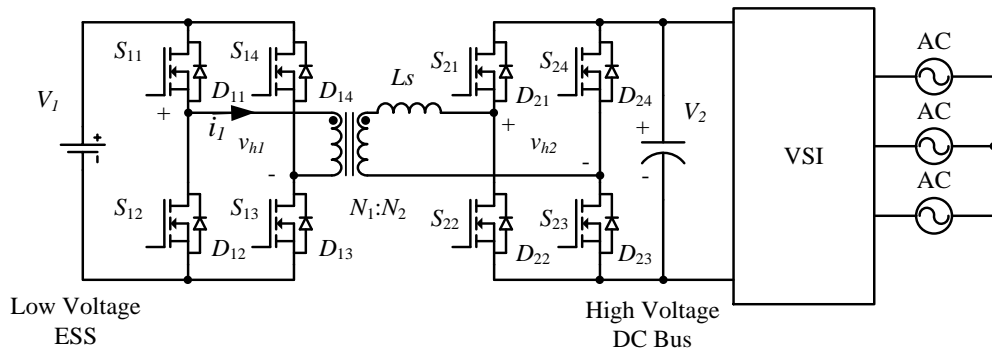 AC
S11
S14
S21
S24
Ls
V1
D11
D14
D21
D24
+
+
i1
vh1
+
vh2
+
V2
VSI
AC
-
-
-
-
AC
S12
S13
N1:N2
S22
S23
D12
D13
D22
D23
Low Voltage
ESS
High Voltage
DC Bus